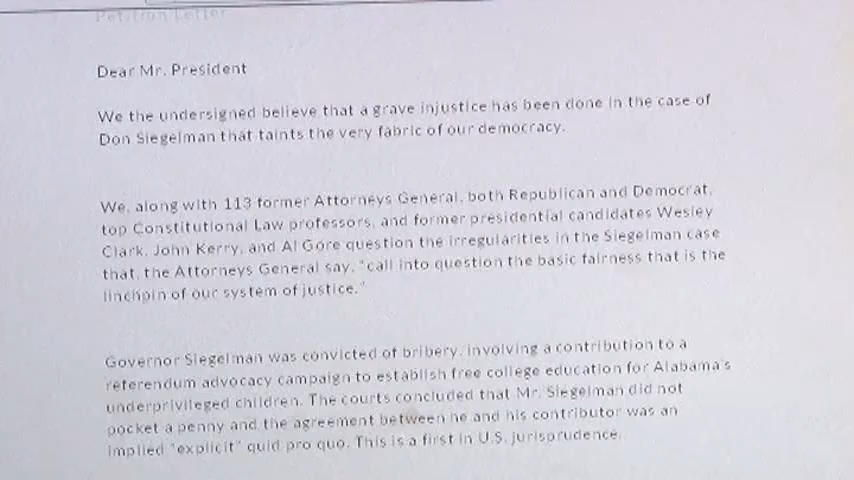 Petition Letter
Dear Mr. President
We the undersigned believe that a grave injustice has been done in the case of
Don Siegelman that taints the very fabric of our democracy.
We, along with 113 former Attorneys General, both Republican and Democrat,
top Constitutional Law professors, and former presidential candidates Wesley
Clark, John Kerry, and Al Gore question the irregularities in the Siegelman case
that, the Attorneys General say, "call into question the basic fairness that is the
linchpin of our system of justice."
Governor Siegelman was convicted of bribery, involving a contribution to a
referendum advocacy campaign to establish free college education for Alabama's
underprivileged children. The courts concluded that Mr. Siegelman did not
pocket a penny and the agreement between he and his contributor was an
implied "explicit" quid pro quo. This is a first in U.S. jurisprudence.